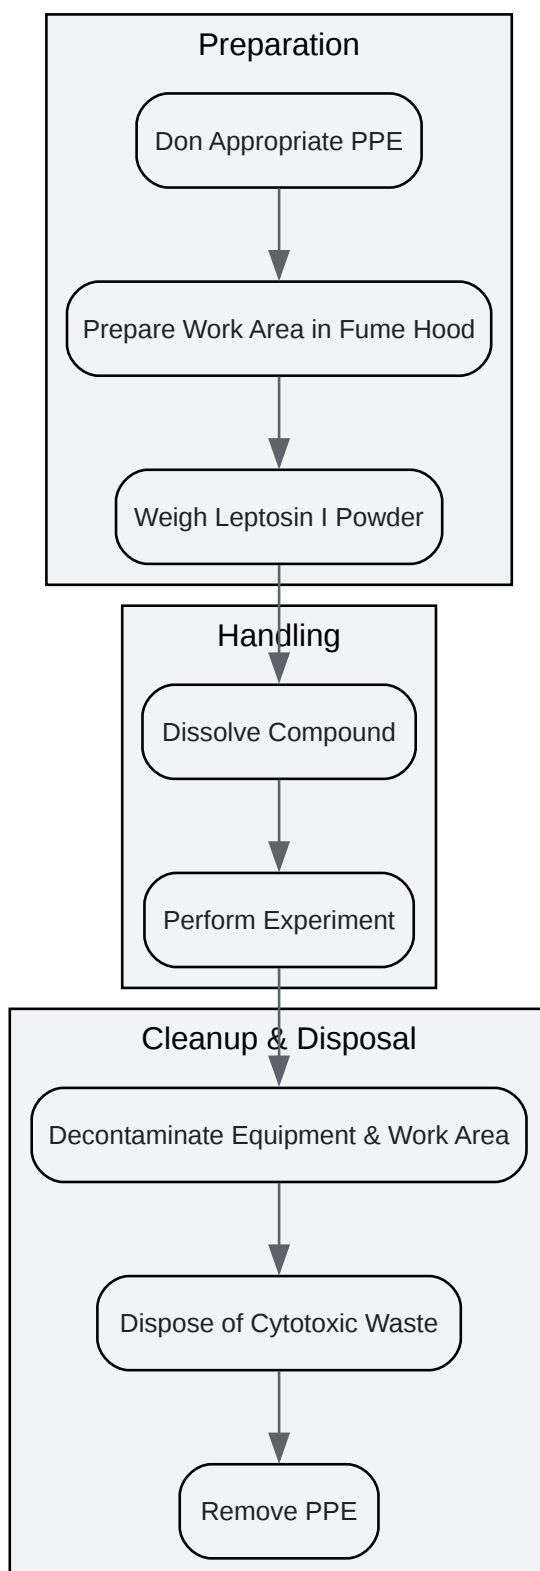 Preparation
Don Appropriate PPE
Prepare Work Area in Fume Hood
Weigh Leptosin I Powder
Handling
Dissolve Compound
Perform Experiment
Cleanup & Disposal
Decontaminate Equipment & Work Area
Dispose of Cytotoxic Waste
Remove PPE